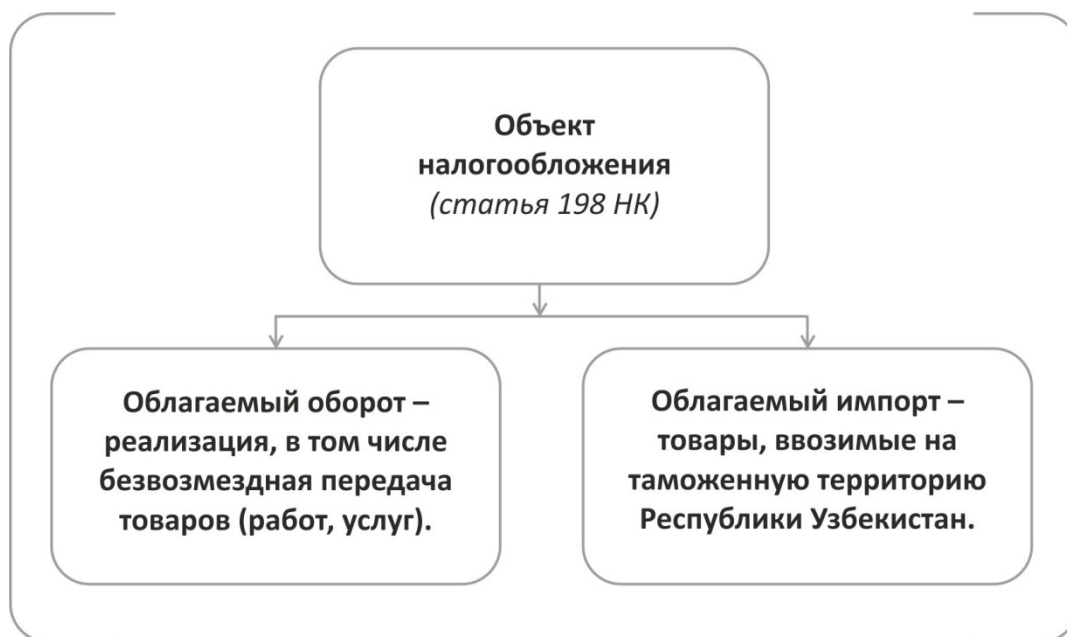 Объект
налогообложения
(статья 198 НК)
Облагаемый оборот –
реализация, в том числе
безвозмездная передача
товаров (работ, услуг).
Облагаемый импорт –
товары, ввозимые на
таможенную территорию
Республики Узбекистан.